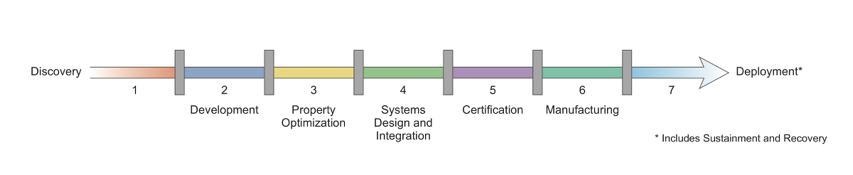 Discovery
Deployment*
1
2
3
4
5
6
7
Development
Property
Optimization
Systems
Design and
Integration
Certification
Manufacturing
* Includes Sustainment and Recovery